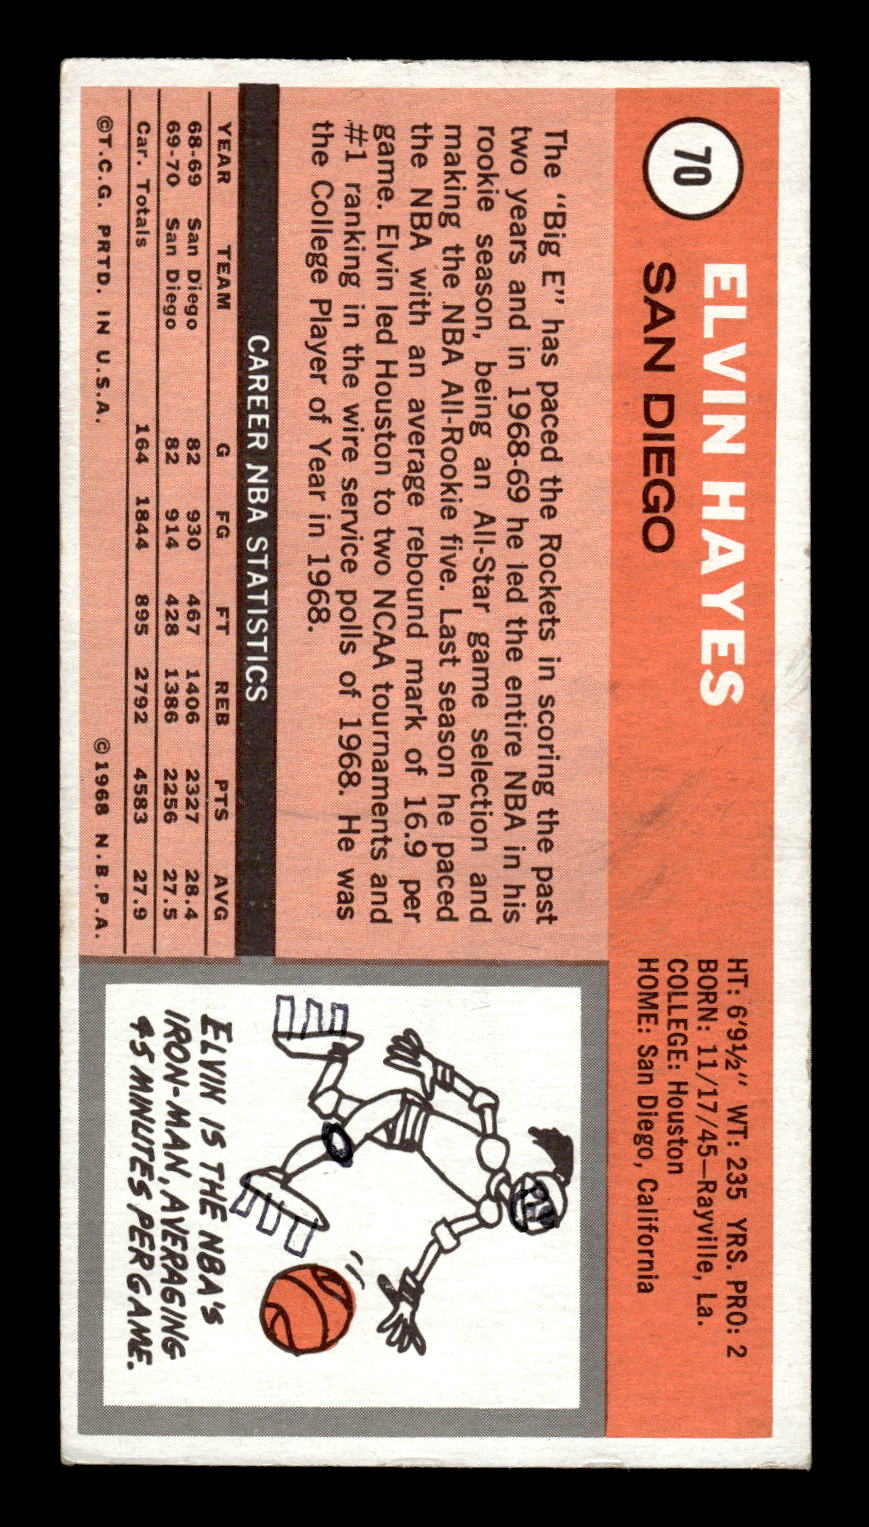 70
ELVIN HAYES
SAN DIEGO
HT: 6'9½" WT: 235 YRS. PRO: 2
BORN: 11/17/45—Rayville, La.
COLLEGE: Houston
HOME: San Diego, California
The "Big E" has paced the Rockets in scoring the past
two years and in 1968-69 he led the entire NBA in his
rookie season, being an All-Star game selection and
making the NBA All-Rookie five. Last season he paced
the NBA with an average rebound mark of 16.9 per
game. Elvin led Houston to two NCAA tournaments and
#1 ranking in the wire service polls of 1968. He was
the College Player of Year in 1968.
CAREER NBA STATISTICS
YEAR TEAM G FG FT REB PTS AVG
68-69 San Diego 82 930 467 1406 2327 28.4
69-70 San Diego 82 914 428 1386 2256 27.5
Car. Totals 164 1844 895 2792 4583 27.9
©T.C.G. PRTD. IN U.S.A. ©1968 N.B.P.A.
ELVIN IS THE NBA'S
IRON-MAN, AVERAGING
45 MINUTES PER GAME.